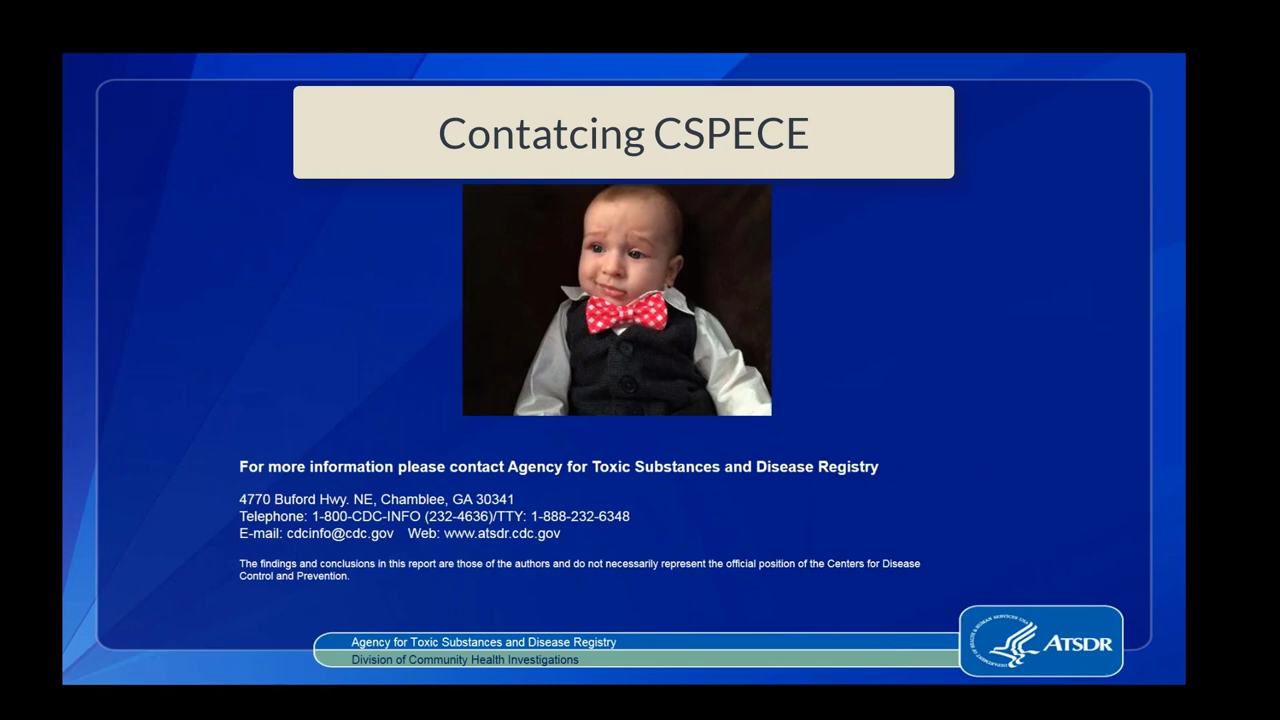 Contatcing CSPECE
For more information please contact Agency for Toxic Substances and Disease Registry
4770 Buford Hwy. NE, Chamblee, GA 30341
Telephone: 1-800-CDC-INFO (232-4636)/TTY: 1-888-232-6348
E-mail: cdcinfo@cdc.gov Web: www.atsdr.cdc.gov
The findings and conclusions in this report are those of the authors and do not necessarily represent the official position of the Centers for Disease
Control and Prevention.
Agency for Toxic Substances and Disease Registry
Division of Community Health Investigations
ATSDR